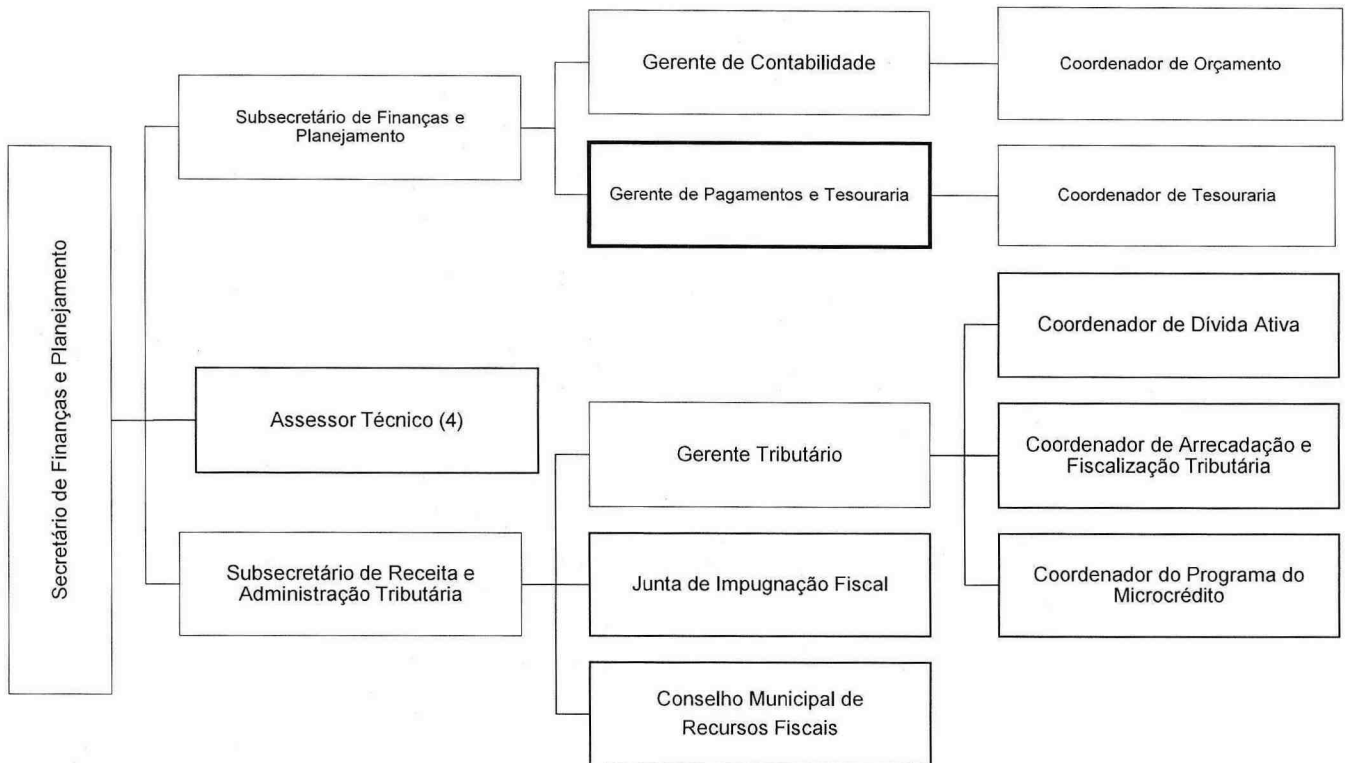 Secretário de Finanças e Planejamento
Subsecretário de Finanças e
Planejamento
Gerente de Contabilidade
Coordenador de Orçamento
Gerente de Pagamentos e Tesouraria
Coordenador de Tesouraria
Assessor Técnico (4)
Subsecretário de Receita e
Administração Tributária
Gerente Tributário
Coordenador de Dívida Ativa
Coordenador de Arrecadação e
Fiscalização Tributária
Coordenador do Programa do
Microcrédito
Junta de Impugnação Fiscal
Conselho Municipal de
Recursos Fiscais